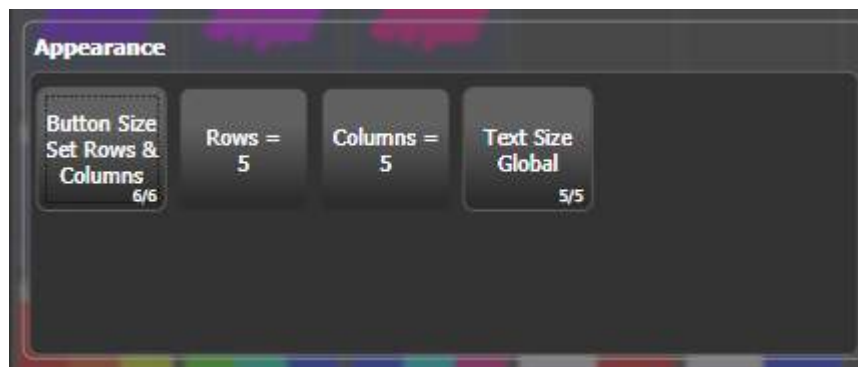 Appearance
Button Size
Set Rows &
Columns
6/6
Rows =
5
Columns =
5
Text Size
Global
5/5